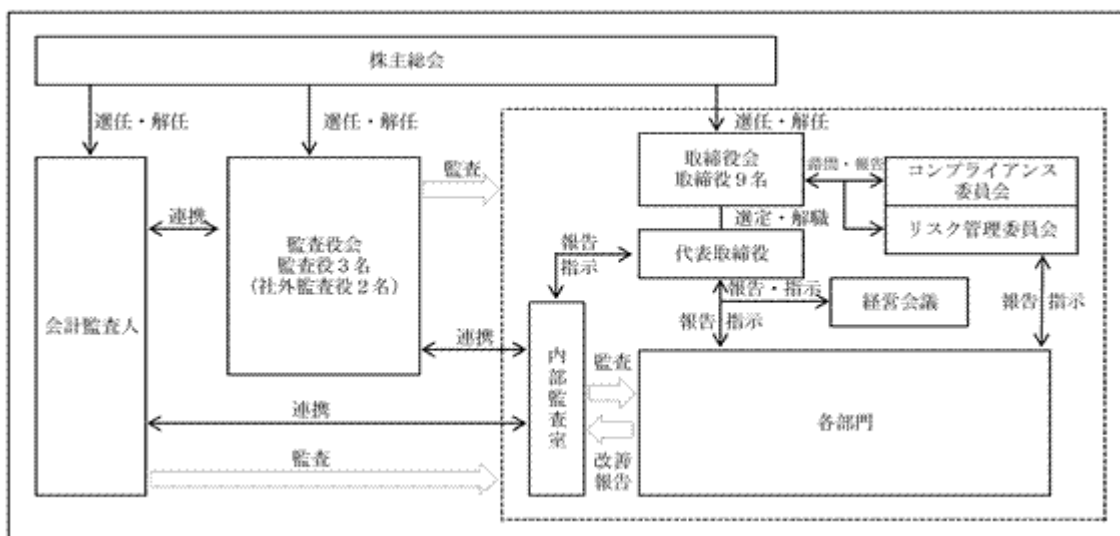 株主総会
選任・解任
選任・解任
選任・解任
取締役会
取締役9名
諮問・報告
コンプライアンス
委員会
リスク管理委員会
監査
連携
選定・解職
代表取締役
監査役会
監査役3名
(社外監査役2名)
報告
指示
報告・指示
経営会議
報告
指示
報告
指示
会計監査人
連携
内部監査室
監査
各部門
連携
改善
報告
監査